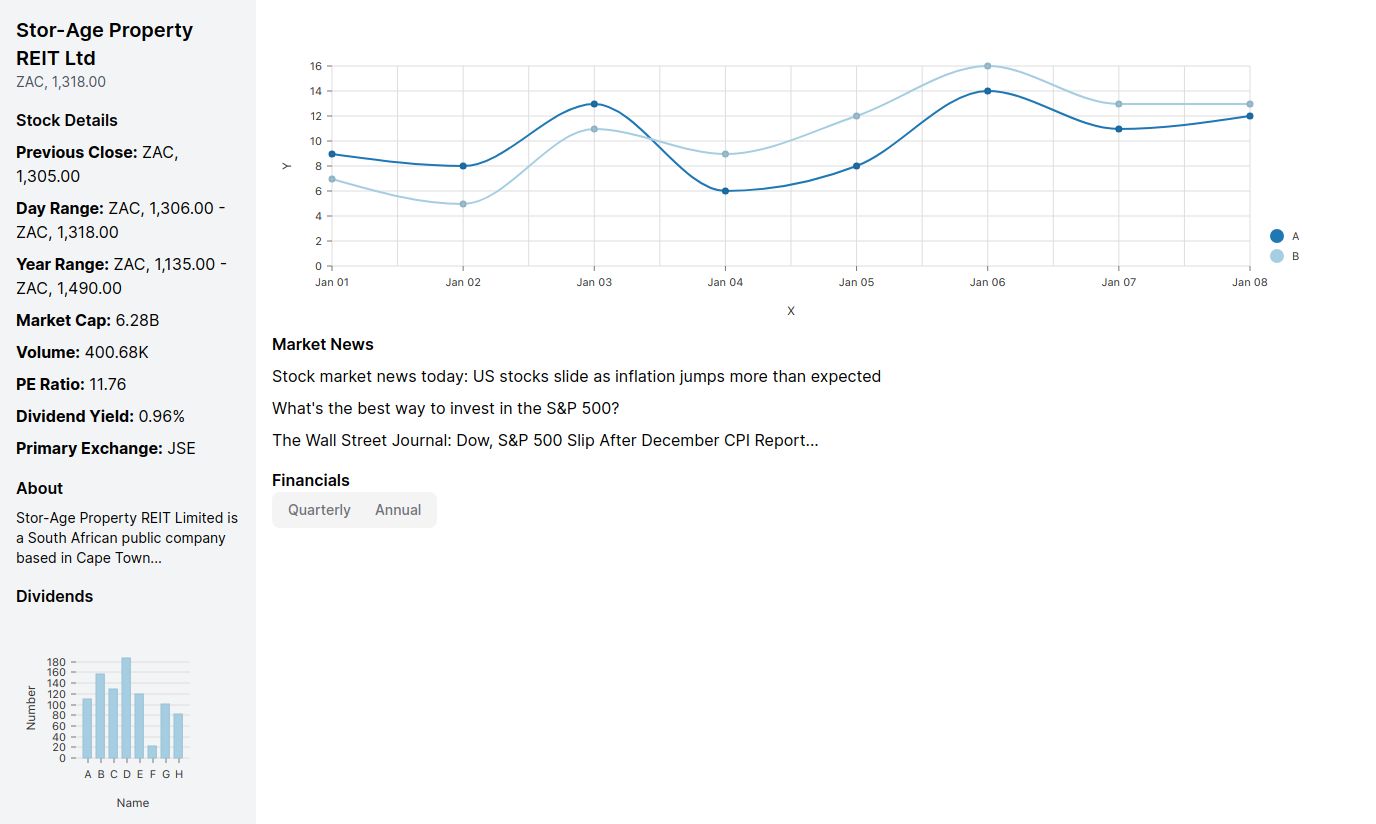 Stor-Age Property
REIT Ltd
ZAC, 1,318.00
Stock Details
Previous Close: ZAC,
1,305.00
Day Range: ZAC, 1,306.00 -
ZAC, 1,318.00
Year Range: ZAC, 1,135.00 -
ZAC, 1,490.00
Market Cap: 6.28B
Volume: 400.68K
PE Ratio: 11.76
Dividend Yield: 0.96%
Primary Exchange: JSE
About
Stor-Age Property REIT Limited is
a South African public company
based in Cape Town...
Dividends
180
160
140
120
100
80
60
40
20
0
Number
A B C D E F G H
Name
16
14
12
10
8
6
4
2
0
Y
Jan 01 Jan 02 Jan 03 Jan 04 Jan 05 Jan 06 Jan 07 Jan 08
X
A
B
Market News
Stock market news today: US stocks slide as inflation jumps more than expected
What's the best way to invest in the S&P 500?
The Wall Street Journal: Dow, S&P 500 Slip After December CPI Report...
Financials
Quarterly Annual